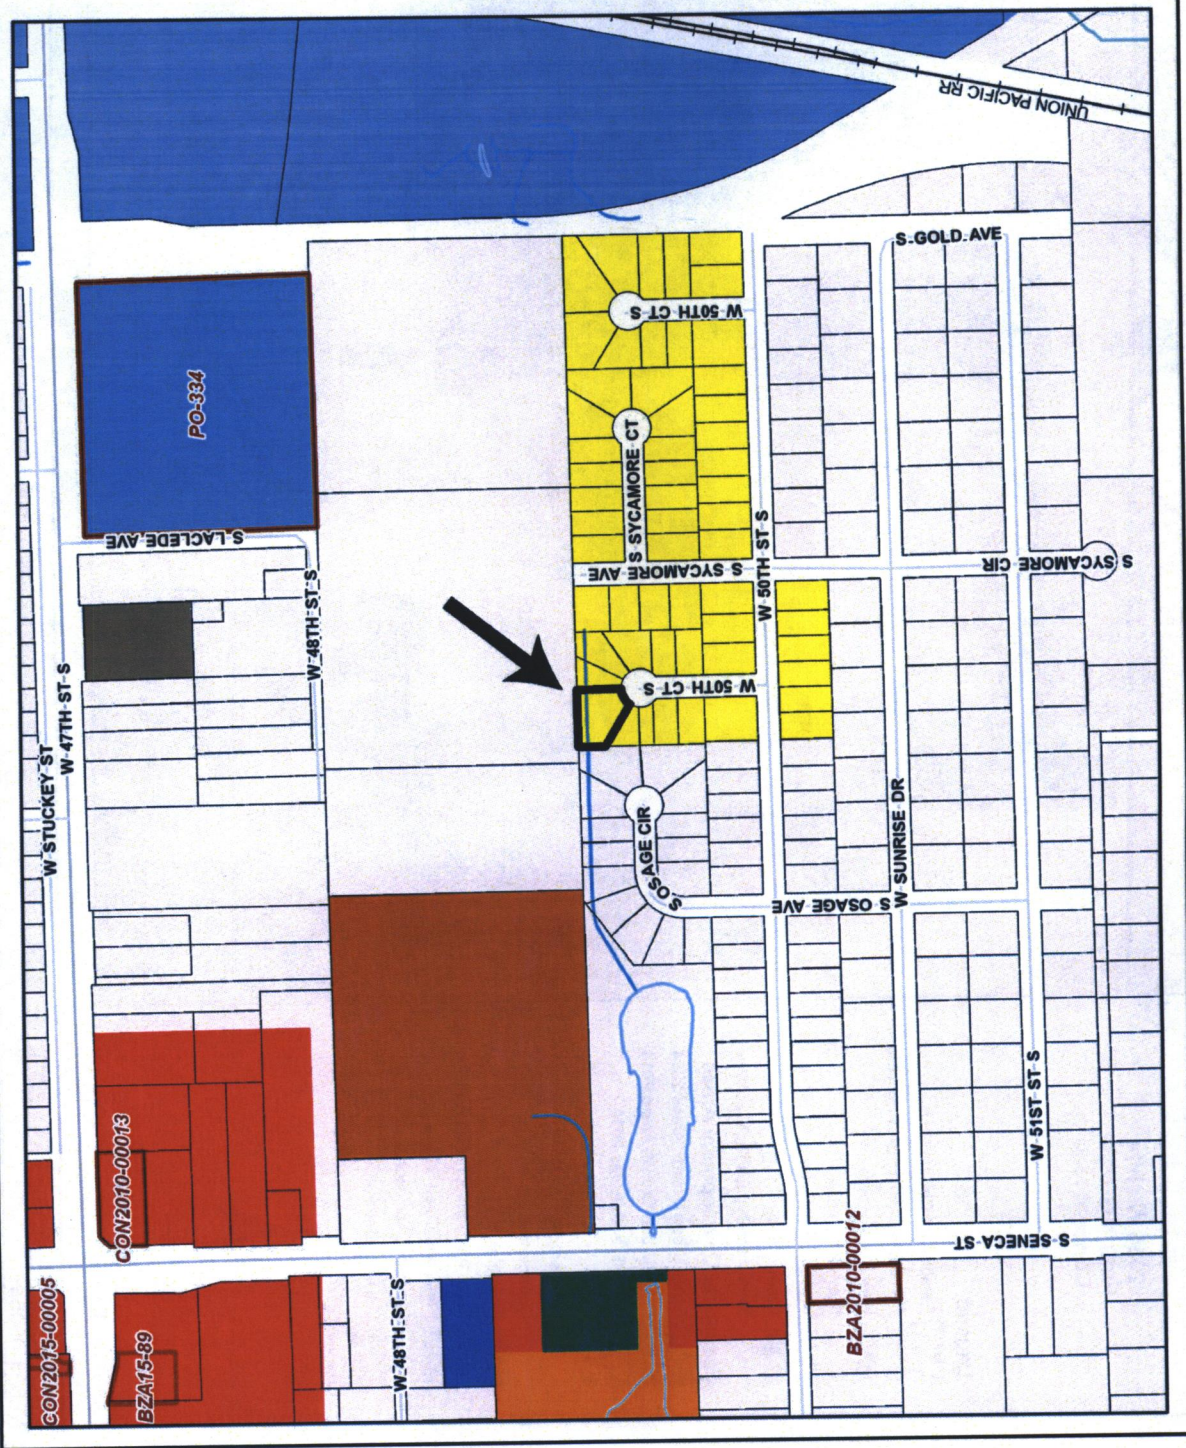 UNION PACIFIC RR
S GOLD AVE
W 50TH CT S
PO-334
S SYCAMORE CT
S LACLEDE AVE
S SYCAMORE AVE
W 50TH ST S
S SYCAMORE CIR
W 48TH ST S
W 50TH CT S
W 47TH ST S
W STUCKEY ST
S OSAGE CIR
W SUNRISE DR
S OSAGE AVE
W 51ST ST S
CON2010-00013
BZA2010-00012
S SENECA ST
CON2015-00005
BZA15-89
W 48TH ST S